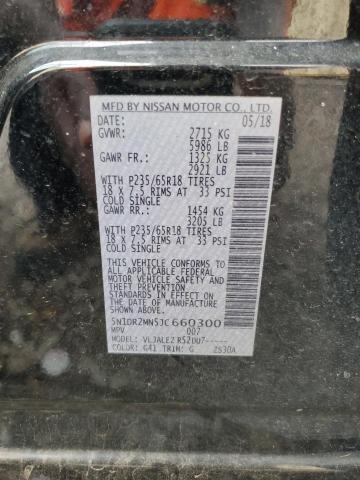 MFD BY NISSAN MOTOR CO., LTD.
DATE: 05/18
GVWR: 2715 KG
5986 LB
GAWR FR.: 1325 KG
2921 LB
WITH P235/65R18 TIRES
18 X 7.5 RIMS AT 33 PSI
COLD SINGLE
GAWR RR.: 1454 KG
3205 LB
WITH P235/65R18 TIRES
18 X 7.5 RIMS AT 33 PSI
COLD SINGLE
THIS VEHICLE CONFORMS TO ALL
APPLICABLE FEDERAL MOTOR
VEHICLE SAFETY STANDARDS
IN EFFECT ON THE DATE OF
MANUFACTURE SHOWN ABOVE
5N1DR2MN5JC660300
MPV 007
MODEL: VLJALEZ R52UU7-----
COLOR: G41 TRIM: G 2830A